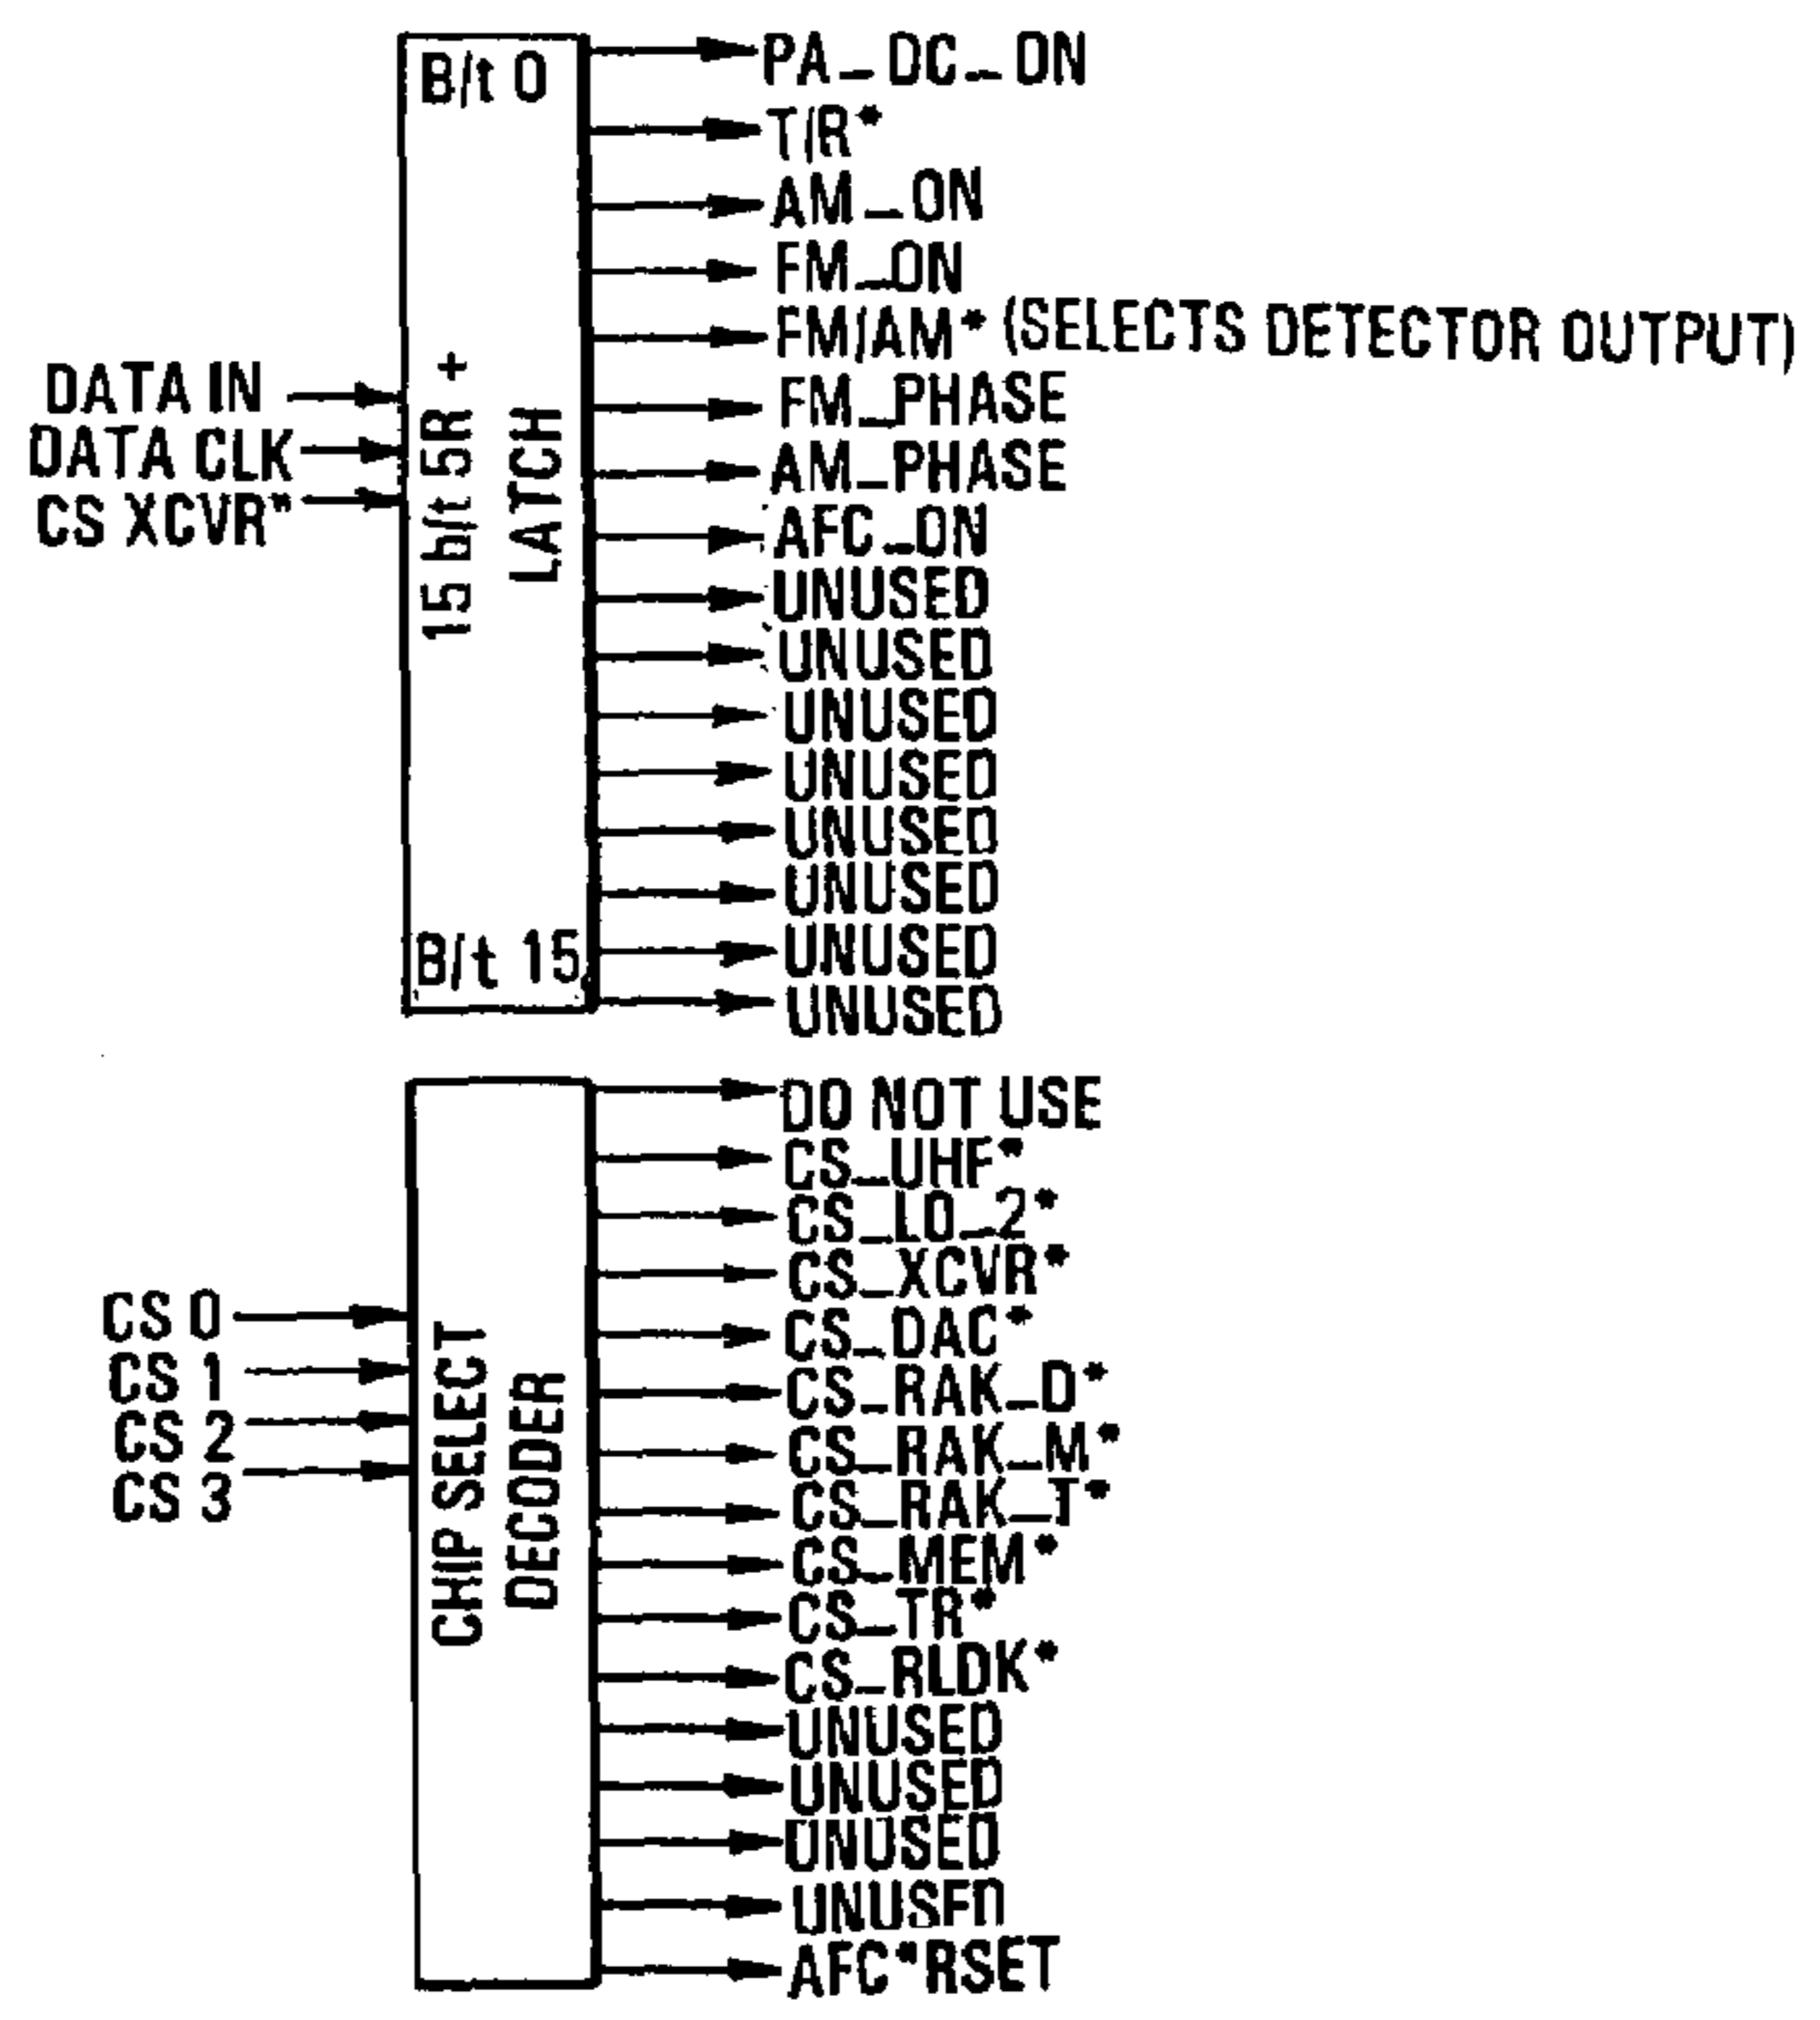 B/t 0
PA_DC_ON
T/R*
AM_ON
FM_ON
FM/AM* (SELECTS DETECTOR OUTPUT)
DATA IN
DATA CLK
CS XCVR"
15 b/t 5R +
LATCH
FM_PHASE
AM_PHASE
AFC_ON
UNUSED
UNUSED
UNUSED
UNUSED
UNUSED
UNUSED
UNUSED
UNUSED
B/t 15
CS 0
CS 1
CS 2
CS 3
CHIP SELECT
DECODER
DO NOT USE
CS_UHF*
CS_LO_2*
CS_XCVR*
CS_DAC*
CS_RAK_D*
CS_RAK_M*
CS_RAK_T*
CS_MEM*
CS_TR*
CS_RLDK*
UNUSED
UNUSED
UNUSED
UNUSED
AFC*RSET